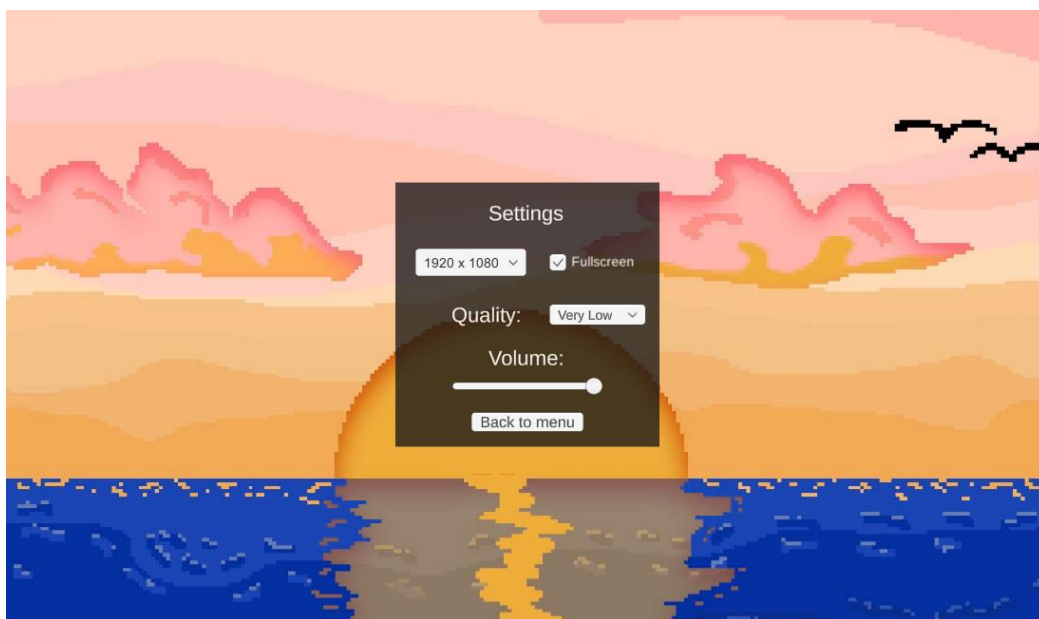 Settings
1920 x 1080 Fullscreen
Quality: Very Low
Volume:
Back to menu